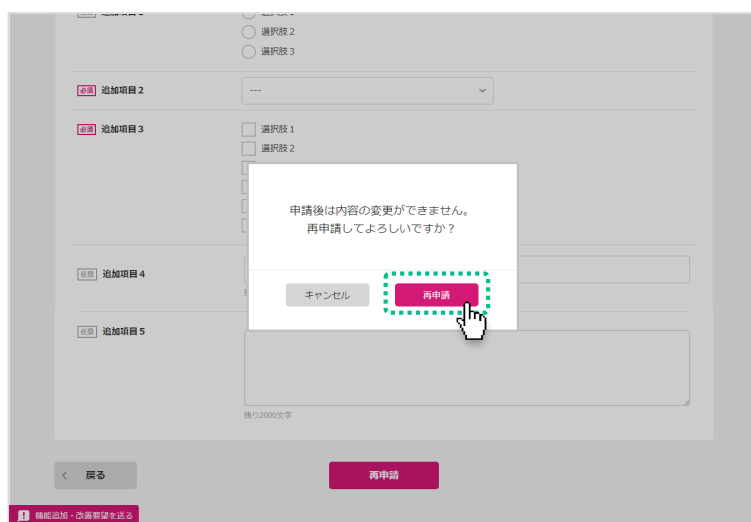 選択肢2
選択肢3
必須 追加項目2
---
必須 追加項目3
選択肢1
選択肢2
申請後は内容の変更ができません。
再申請してよろしいですか？
キャンセル
再申請
任意 追加項目4
任意 追加項目5
残り2000文字
戻る
再申請
機能追加・改善要望を送る